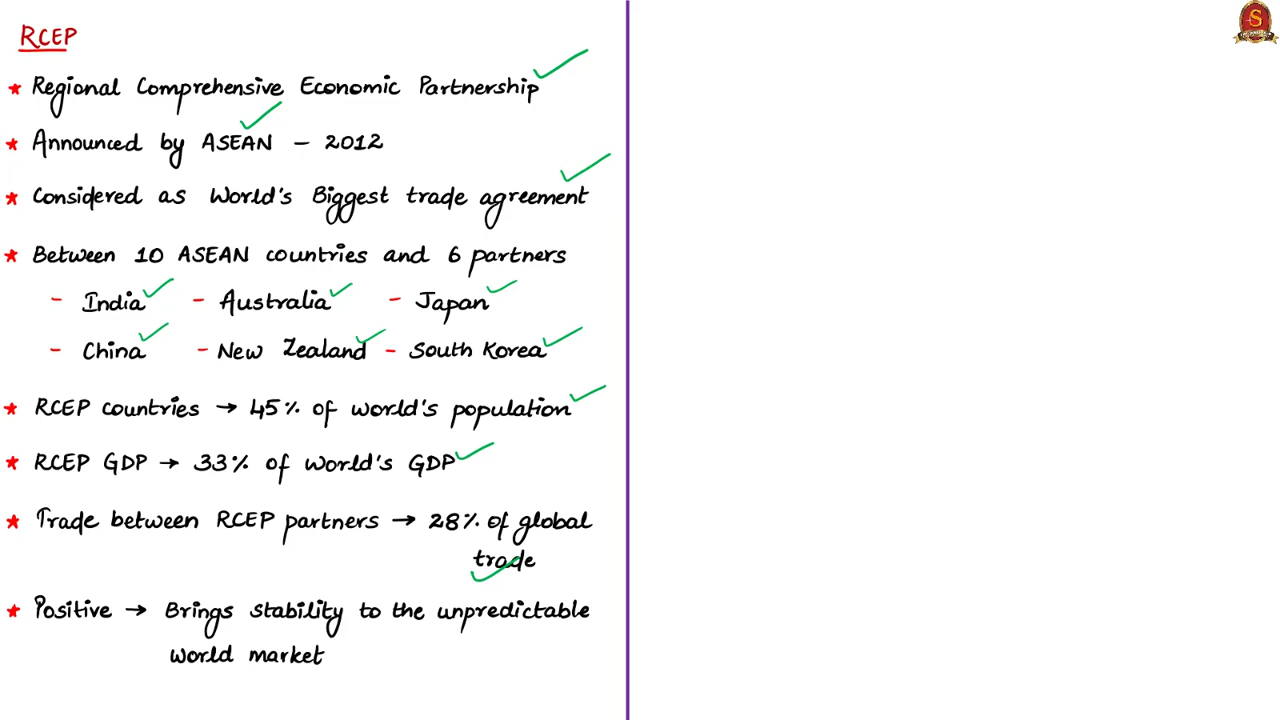 RCEP
* Regional Comprehensive Economic Partnership
* Announced by ASEAN - 2012
* Considered as World's Biggest trade agreement
* Between 10 ASEAN countries and 6 partners
- India - Australia - Japan
- China - New Zealand - South Korea
* RCEP countries → 45% of world's population
* RCEP GDP → 33% of world's GDP
* Trade between RCEP partners → 28% of global
trade
* Positive → Brings stability to the unpredictable
world market
S